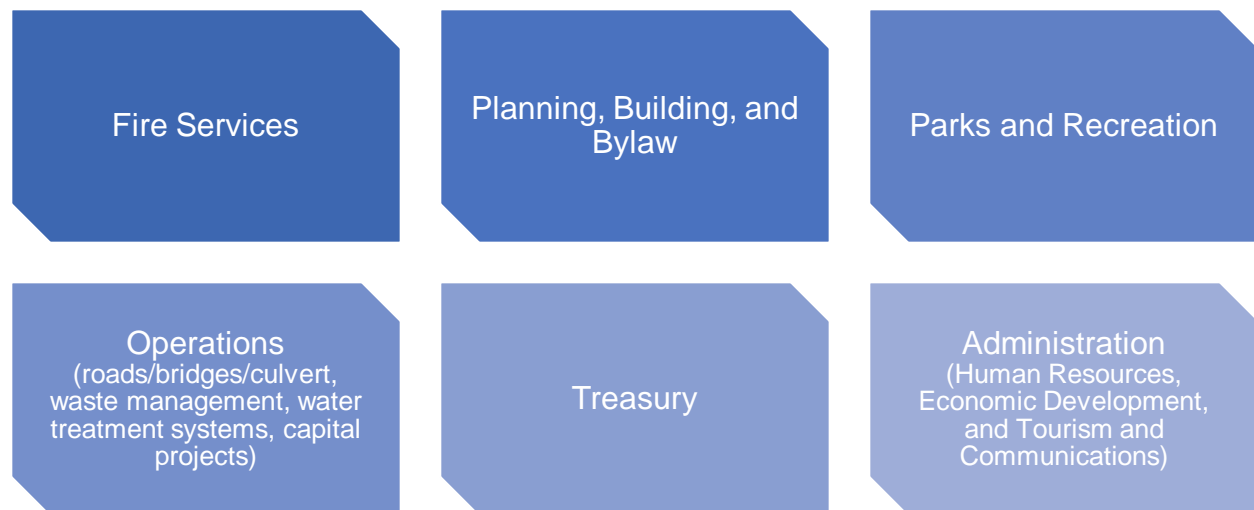 Fire Services
Planning, Building, and
Bylaw
Parks and Recreation
Operations
(roads/bridges/culvert,
waste management, water
treatment systems, capital
projects)
Treasury
Administration
(Human Resources,
Economic Development,
and Tourism and
Communications)